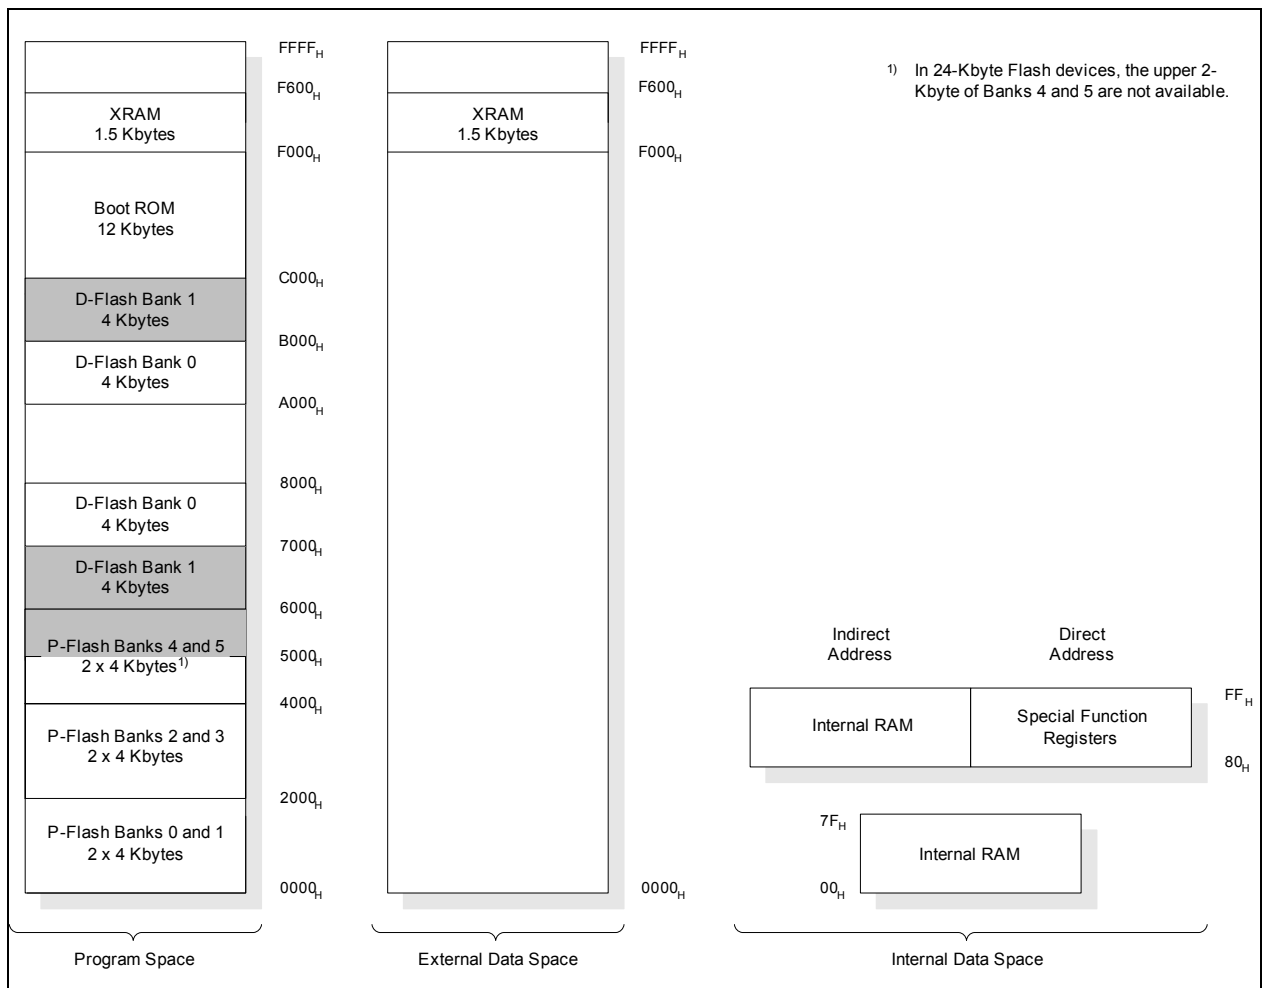 FFFFH
F600H
XRAM
1.5 Kbytes
F000H
Boot ROM
12 Kbytes
C000H
D-Flash Bank 1
4 Kbytes
B000H
D-Flash Bank 0
4 Kbytes
A000H
8000H
D-Flash Bank 0
4 Kbytes
7000H
D-Flash Bank 1
4 Kbytes
6000H
P-Flash Banks 4 and 5
2 x 4 Kbytes1)
5000H
4000H
P-Flash Banks 2 and 3
2 x 4 Kbytes
2000H
P-Flash Banks 0 and 1
2 x 4 Kbytes
0000H
Program Space
FFFFH
F600H
XRAM
1.5 Kbytes
F000H
0000H
External Data Space
1) In 24-Kbyte Flash devices, the upper 2-
Kbyte of Banks 4 and 5 are not available.
Indirect
Address
Direct
Address
Internal RAM
Special Function
Registers
FFH
80H
7FH
Internal RAM
00H
Internal Data Space